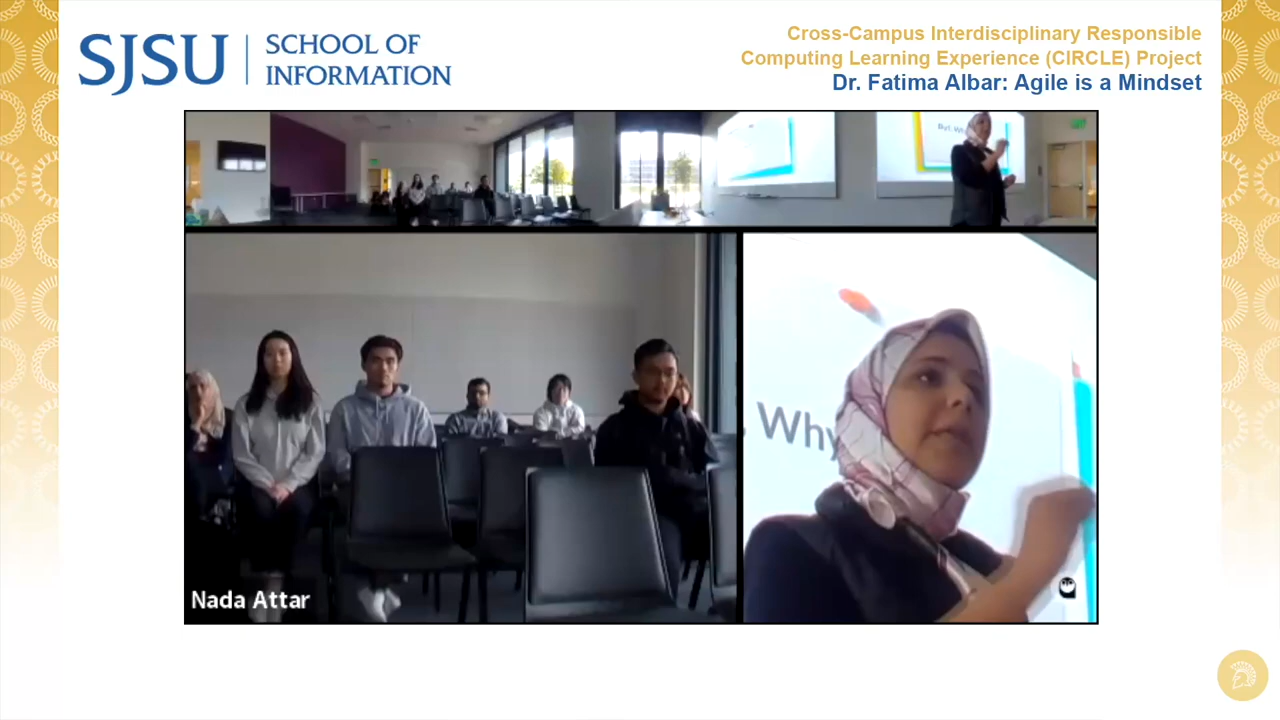 SJSU
SCHOOL OF
INFORMATION
Cross-Campus Interdisciplinary Responsible
Computing Learning Experience (CIRCLE) Project
Dr. Fatima Albar: Agile is a Mindset
Why
Nada Attar